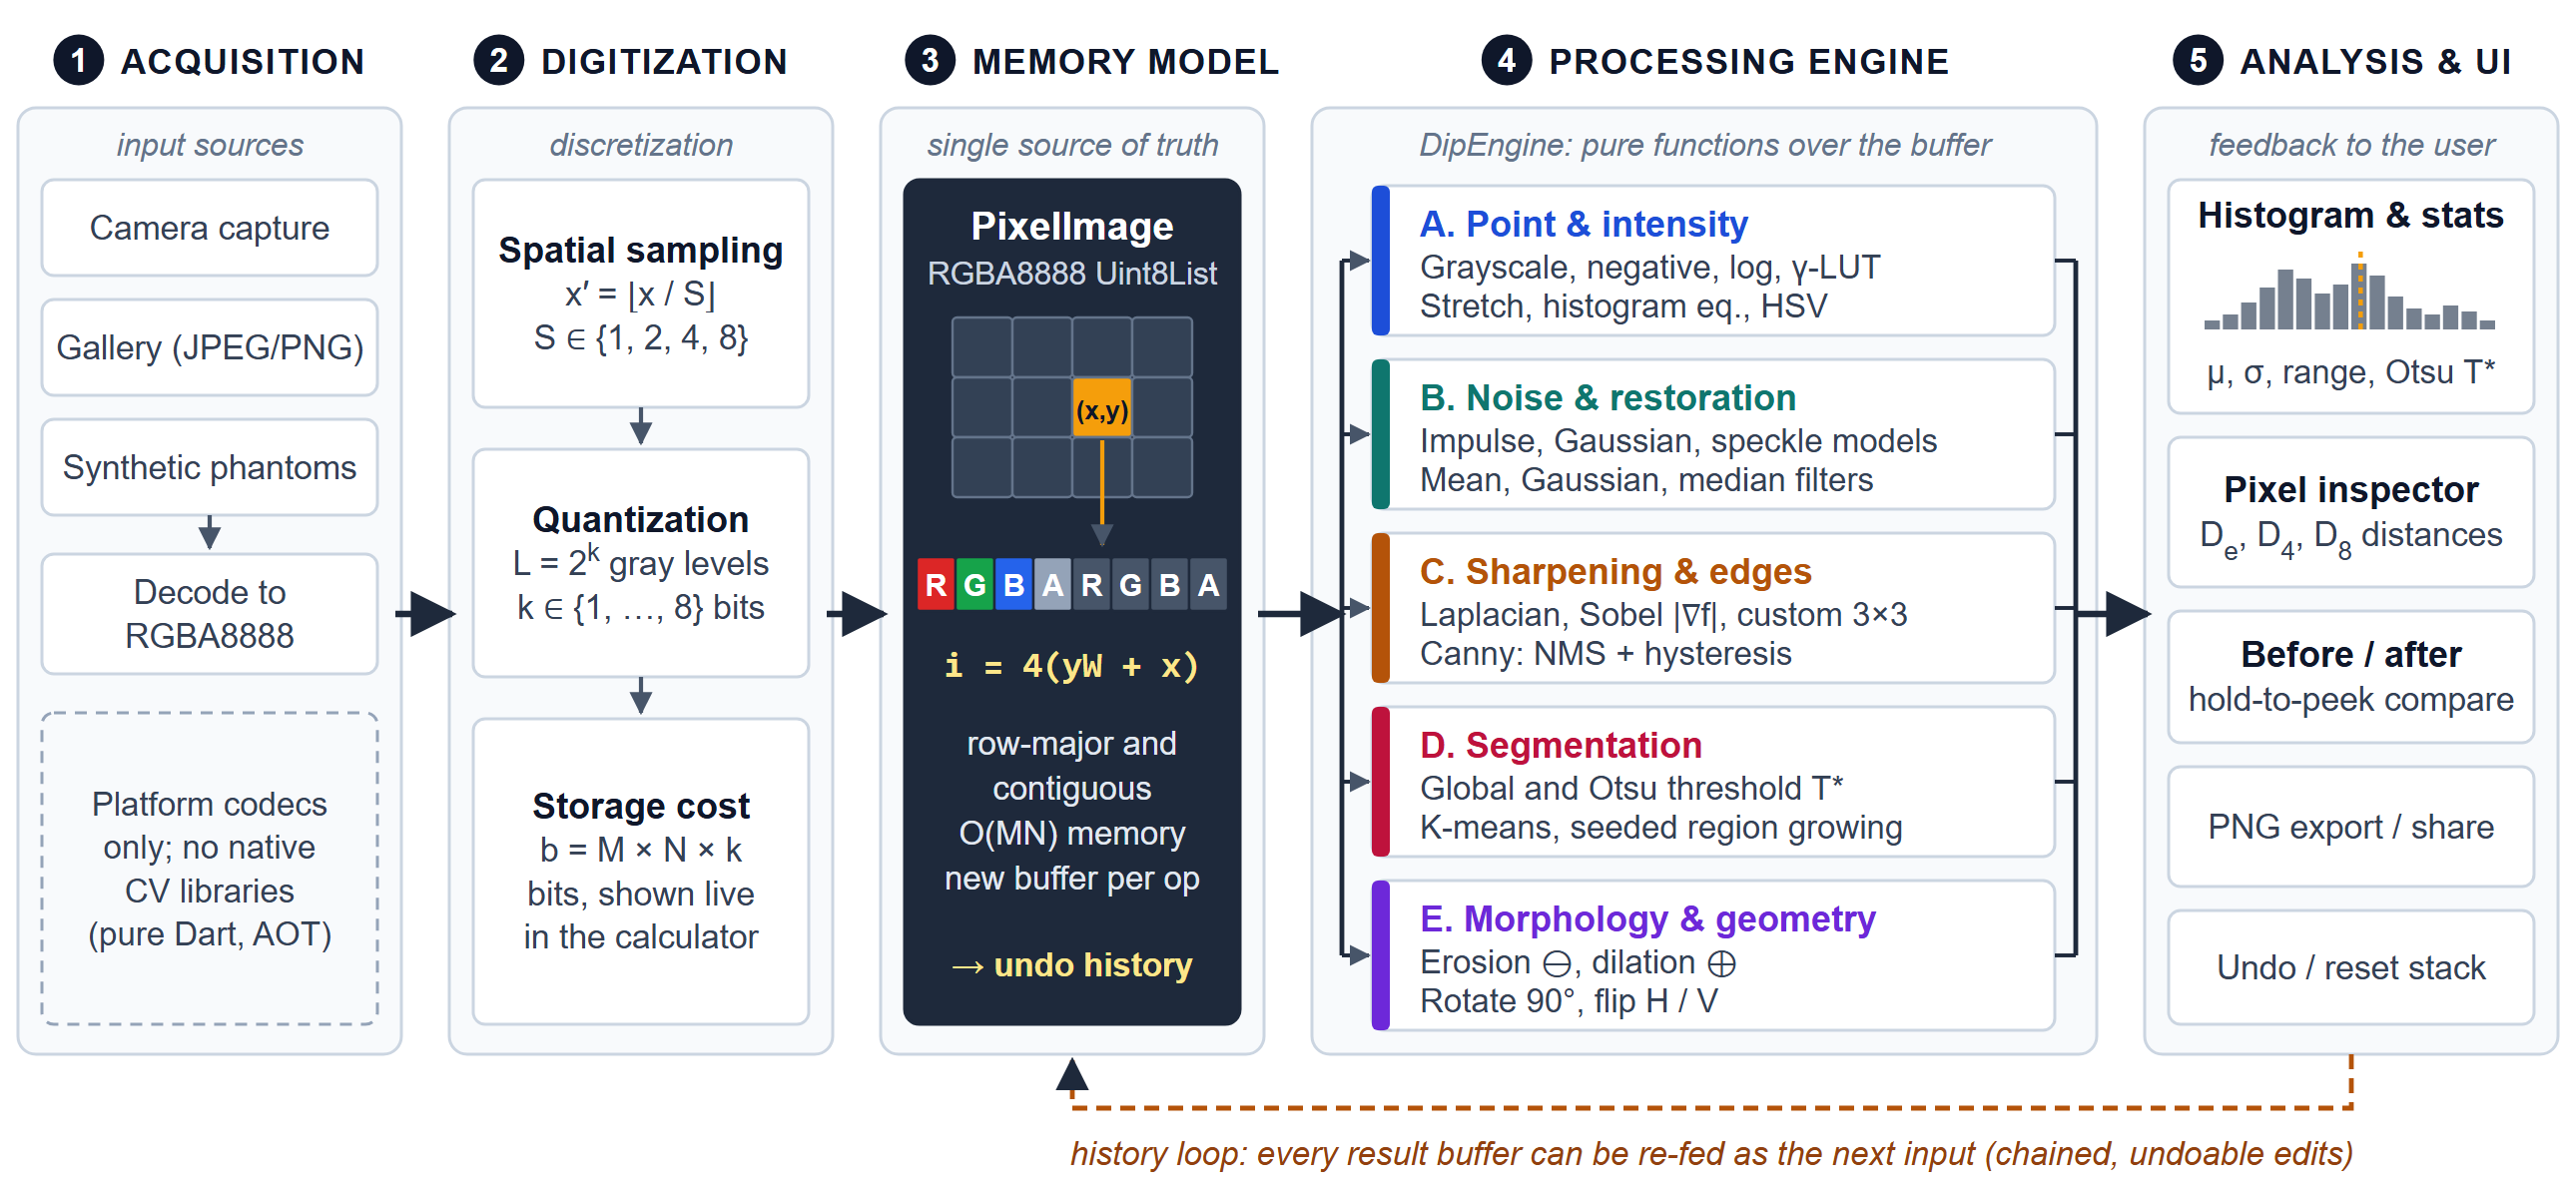 1 ACQUISITION
input sources
Camera capture
Gallery (JPEG/PNG)
Synthetic phantoms
Decode to
RGBA8888
Platform codecs
only; no native
CV libraries
(pure Dart, AOT)
2 DIGITIZATION
discretization
Spatial sampling
x′ = ⌊x / S⌋
S ∈ {1, 2, 4, 8}
Quantization
L = 2^k gray levels
k ∈ {1, …, 8} bits
Storage cost
b = M × N × k
bits, shown live
in the calculator
3 MEMORY MODEL
single source of truth
PixelImage
RGBA8888 Uint8List
(x,y)
R G B A R G B A
i = 4(yW + x)
row-major and
contiguous
O(MN) memory
new buffer per op
→ undo history
4 PROCESSING ENGINE
DipEngine: pure functions over the buffer
A. Point & intensity
Grayscale, negative, log, γ-LUT
Stretch, histogram eq., HSV
B. Noise & restoration
Impulse, Gaussian, speckle models
Mean, Gaussian, median filters
C. Sharpening & edges
Laplacian, Sobel |∇f|, custom 3×3
Canny: NMS + hysteresis
D. Segmentation
Global and Otsu threshold T*
K-means, seeded region growing
E. Morphology & geometry
Erosion ⊖, dilation ⊕
Rotate 90°, flip H / V
5 ANALYSIS & UI
feedback to the user
Histogram & stats
μ, σ, range, Otsu T*
Pixel inspector
D_e, D_4, D_8 distances
Before / after
hold-to-peek compare
PNG export / share
Undo / reset stack
history loop: every result buffer can be re-fed as the next input (chained, undoable edits)